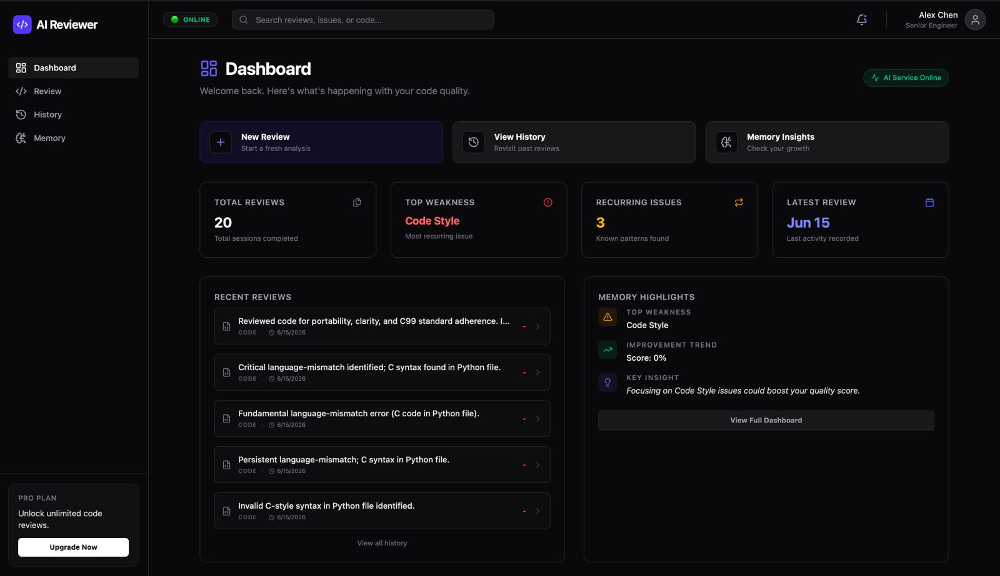 AI Reviewer
Dashboard
Review
History
Memory
PRO PLAN
Unlock unlimited code
reviews.
Upgrade Now
ONLINE
Search reviews, issues, or code...
Alex Chen
Senior Engineer
Dashboard
Welcome back. Here's what's happening with your code quality.
AI Service Online
New Review
Start a fresh analysis
View History
Revisit past reviews
Memory Insights
Check your growth
TOTAL REVIEWS
20
Total sessions completed
TOP WEAKNESS
Code Style
Most recurring issue
RECURRING ISSUES
3
Known patterns found
LATEST REVIEW
Jun 15
Last activity recorded
RECENT REVIEWS
Reviewed code for portability, clarity, and C99 standard adherence. I...
CODE · 6/15/2026
-
Critical language-mismatch identified; C syntax found in Python file.
CODE · 6/15/2026
-
Fundamental language-mismatch error (C code in Python file).
CODE · 6/15/2026
-
Persistent language-mismatch; C syntax in Python file.
CODE · 6/15/2026
-
Invalid C-style syntax in Python file identified.
CODE · 6/15/2026
-
View all history
MEMORY HIGHLIGHTS
TOP WEAKNESS
Code Style
IMPROVEMENT TREND
Score: 0%
KEY INSIGHT
Focusing on Code Style issues could boost your quality score.
View Full Dashboard